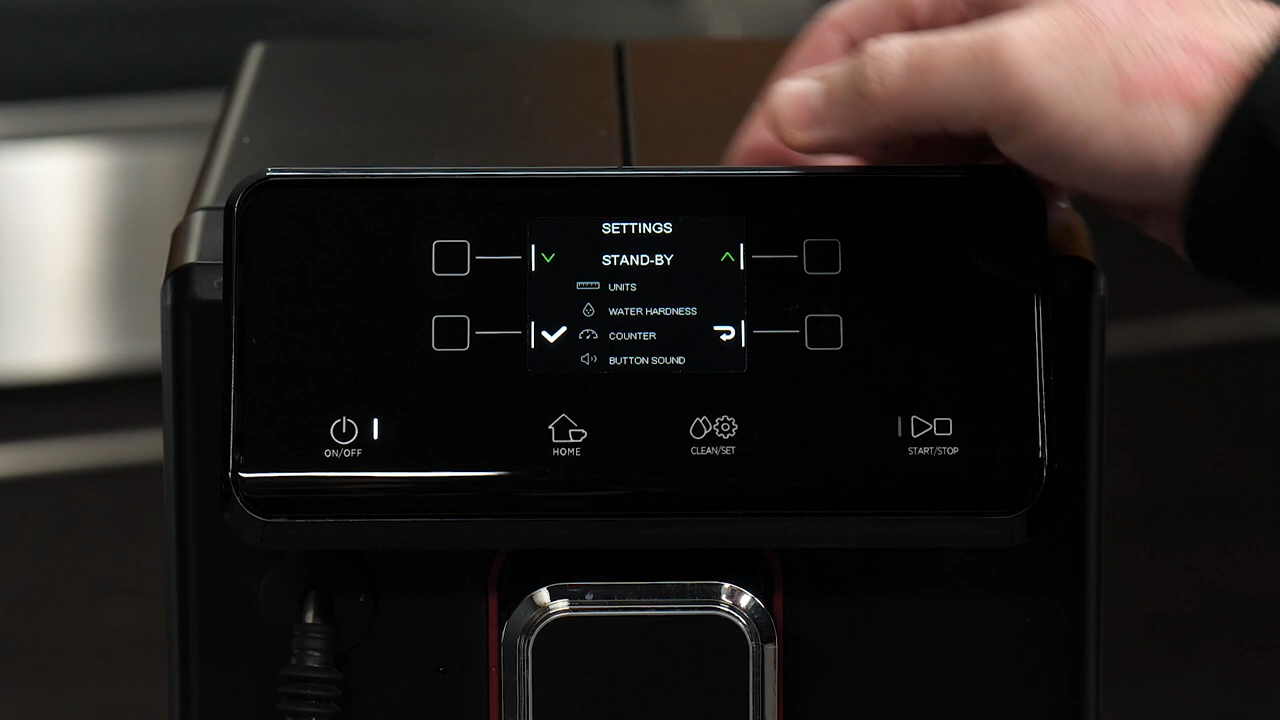 SETTINGS
STAND-BY
UNITS
WATER HARDNESS
COUNTER
BUTTON SOUND
ON/OFF
HOME
CLEAN/SET
START/STOP